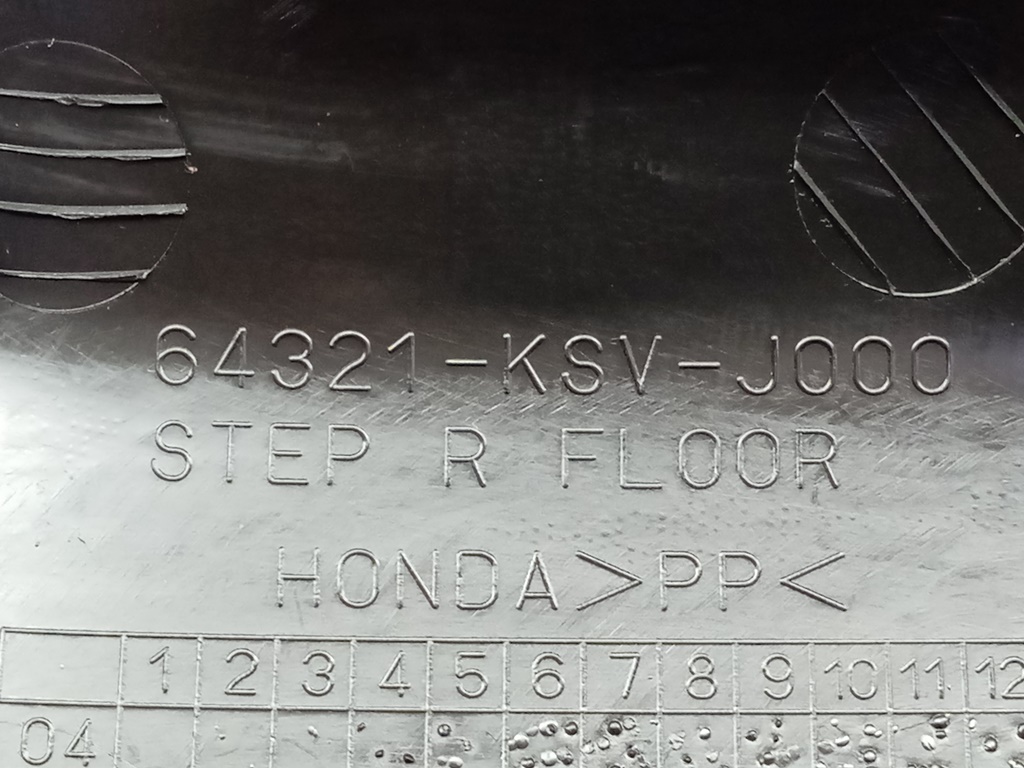 64321-KSV-J000
STEP R FLOOR
HONDA >PP<
1 2 3 4 5 6 7 8 9 10 11 12
04